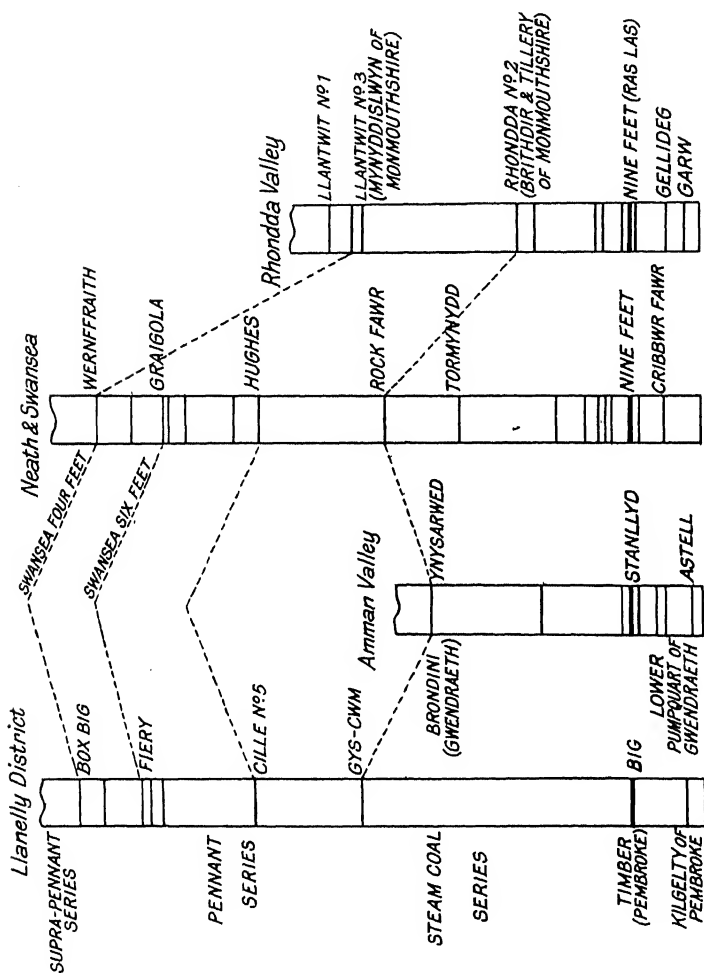 Llanelly District
SUPRA-PENNANT
SERIES
BOX BIG
FIERY
PENNANT
SERIES
CILLE Nº5
GYS-CWM
STEAM COAL
SERIES
TIMBER
(PEMBROKE)
BIG
KILGELTY OF
PEMBROKE
SWANSEA FOUR FEET
SWANSEA SIX FEET
Amman Valley
BRONDINI
(GWENDRAETH)
YNYSARWED
STANLLYD
LOWER
PUMPQUART OF
GWENDRAETH
ASTELL
Neath & Swansea
WERNFFRAITH
GRAIGOLA
HUGHES
ROCK FAWR
TORMYNYDD
NINE FEET
CRIBBWR FAWR
Rhondda Valley
LLANTWIT Nº1
LLANTWIT Nº3
(MYNYDDISLWYN OF
MONMOUTHSHIRE)
RHONDDA Nº2
(BRITHDIR & TILLERY
OF MONMOUTHSHIRE)
NINE FEET (RAS LAS)
GELLIDEG
GARW